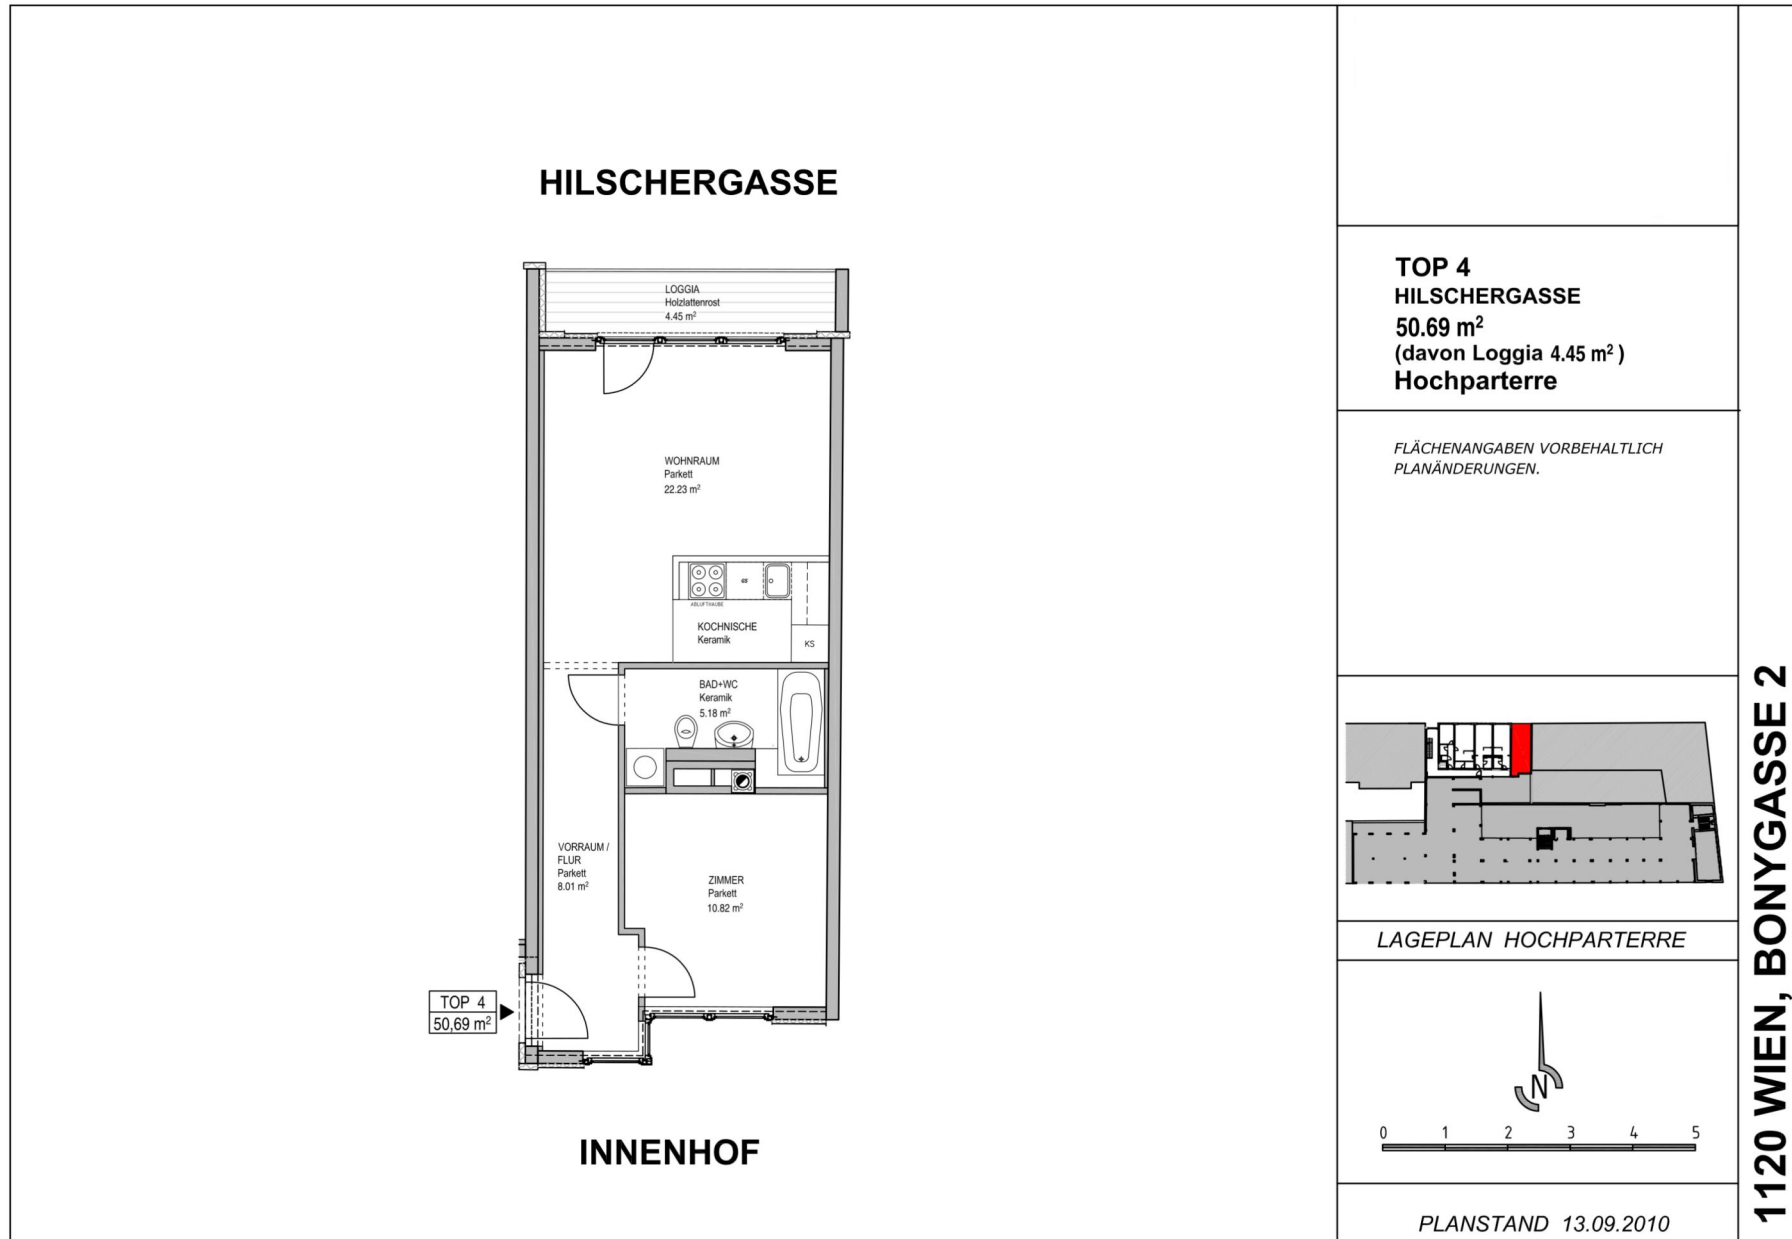 HILSCHERGASSE
LOGGIA
Holzlattenrost
4.45 m²
WOHNRAUM
Parkett
22.23 m²
GS
ABLUFTHAUBE
KOCHNISCHE
Keramik
KS
BAD+WC
Keramik
5.18 m²
VORRAUM /
FLUR
Parkett
8.01 m²
ZIMMER
Parkett
10.82 m²
TOP 4
50,69 m²
INNENHOF
TOP 4
HILSCHERGASSE
50.69 m²
(davon Loggia 4.45 m² )
Hochparterre
FLÄCHENANGABEN VORBEHALTLICH
PLANÄNDERUNGEN.
LAGEPLAN HOCHPARTERRE
N
0 1 2 3 4 5
PLANSTAND 13.09.2010
1120 WIEN, BONYGASSE 2